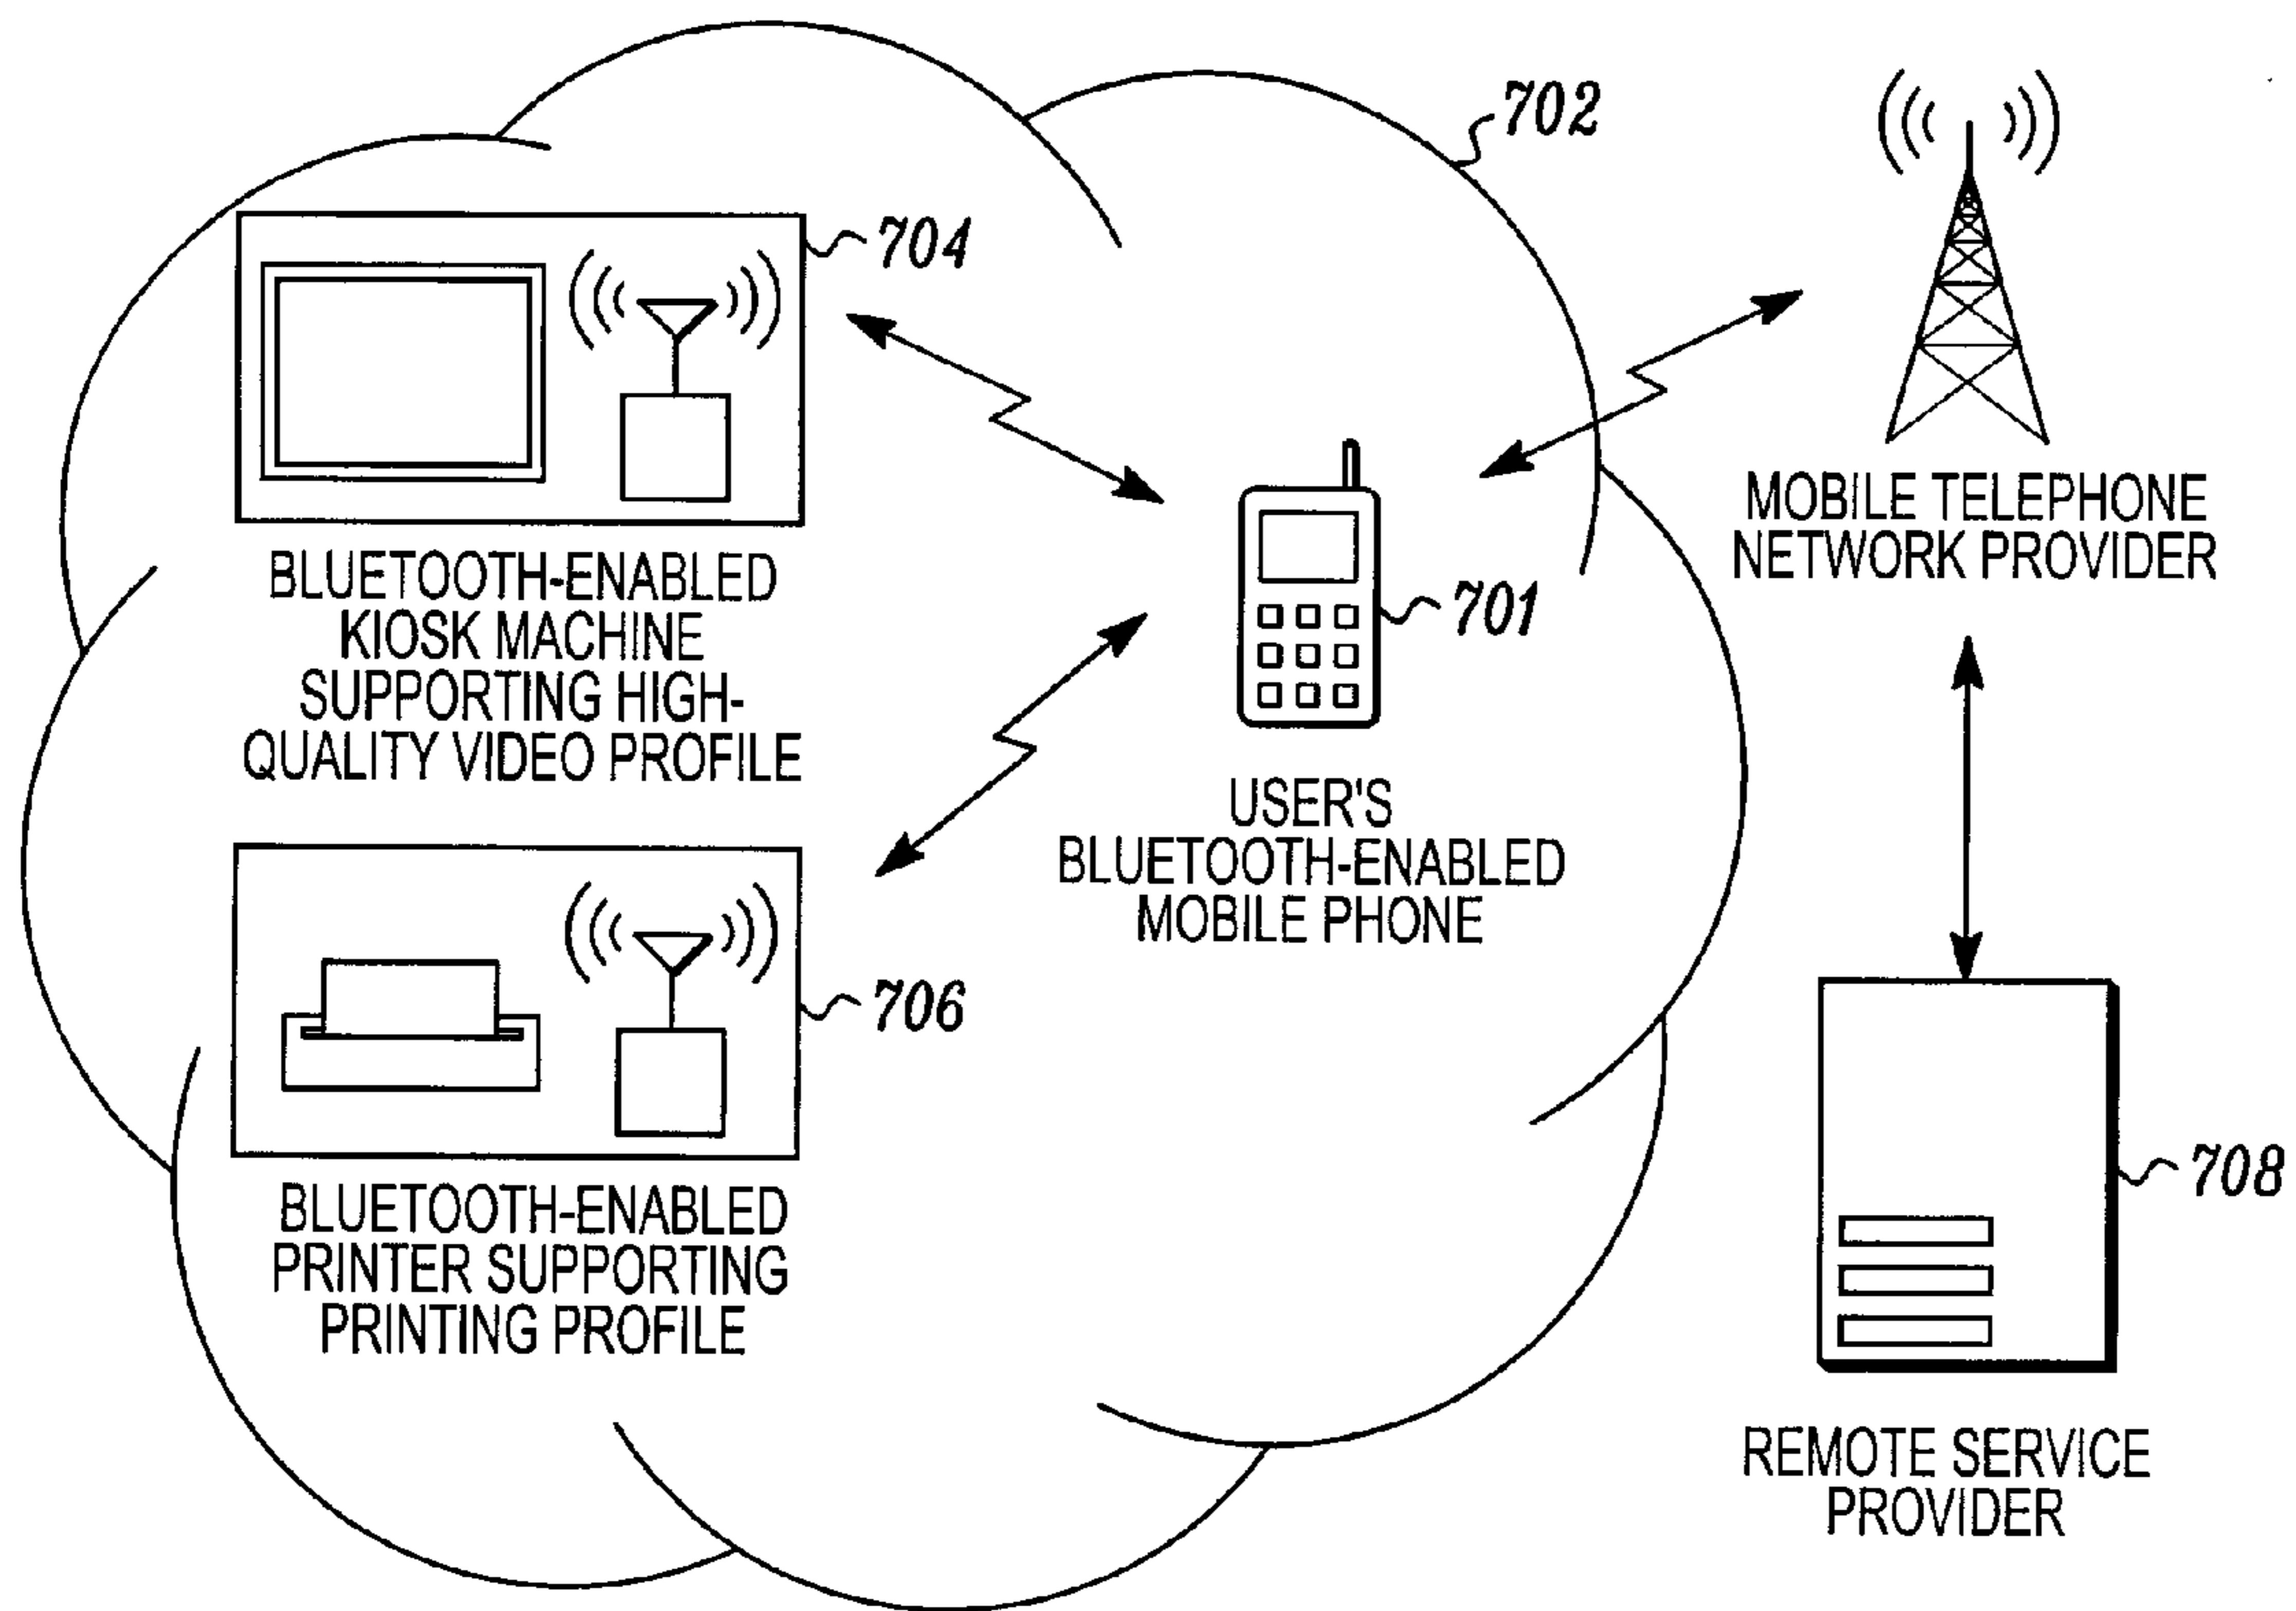 702
704
BLUETOOTH-ENABLED
KIOSK MACHINE
SUPPORTING HIGH-
QUALITY VIDEO PROFILE
701
USER'S
BLUETOOTH-ENABLED
MOBILE PHONE
MOBILE TELEPHONE
NETWORK PROVIDER
706
BLUETOOTH-ENABLED
PRINTER SUPPORTING
PRINTING PROFILE
708
REMOTE SERVICE
PROVIDER